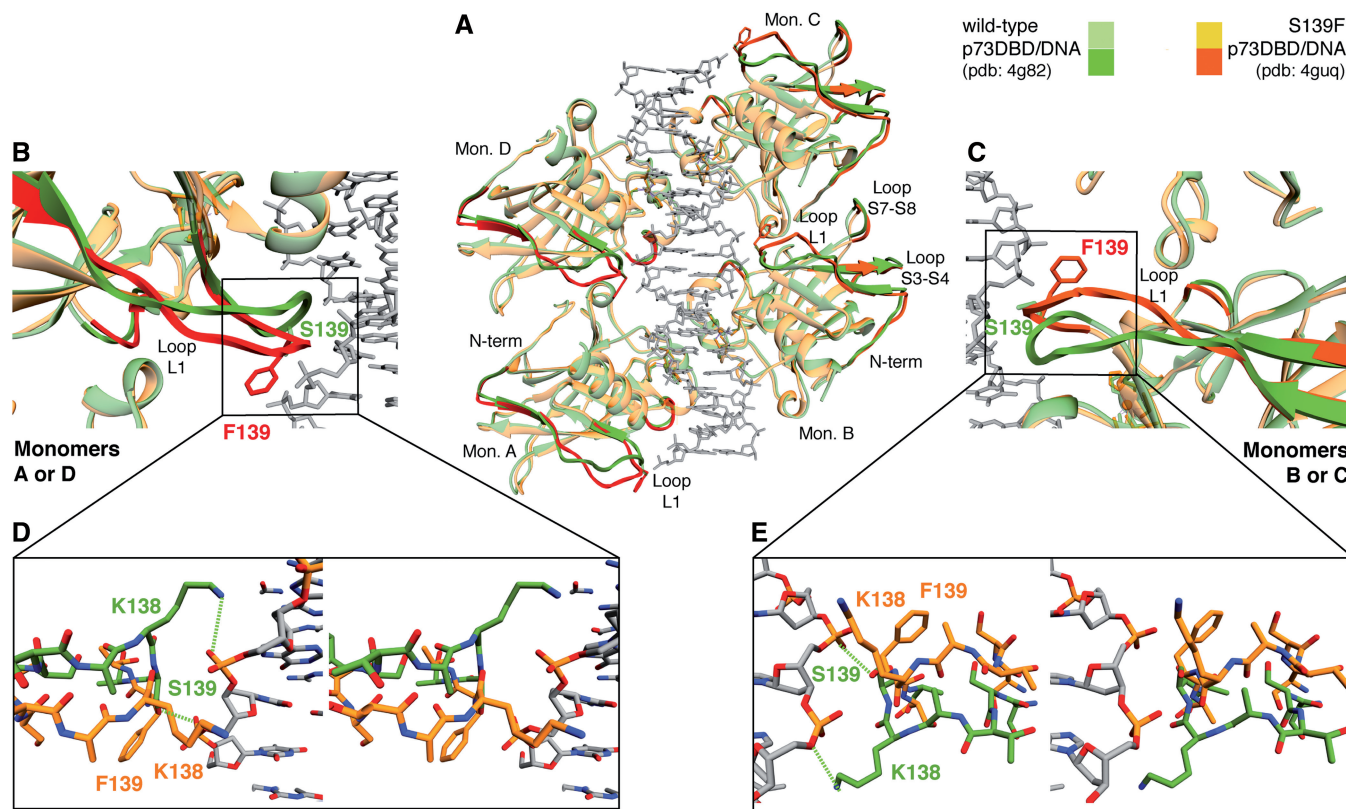 A
Mon. C
wild-type
p73DBD/DNA
(pdb: 4g82)
S139F
p73DBD/DNA
(pdb: 4guq)
Mon. D
Loop
S7-S8
Loop
L1
Loop
S3-S4
N-term
N-term
Mon. A
Mon. B
Loop
L1
B
S139
Loop
L1
F139
Monomers
A or D
C
F139
Loop
L1
S139
Monomers
B or C
D
K138
S139
K138
F139
E
K138
F139
S139
K138